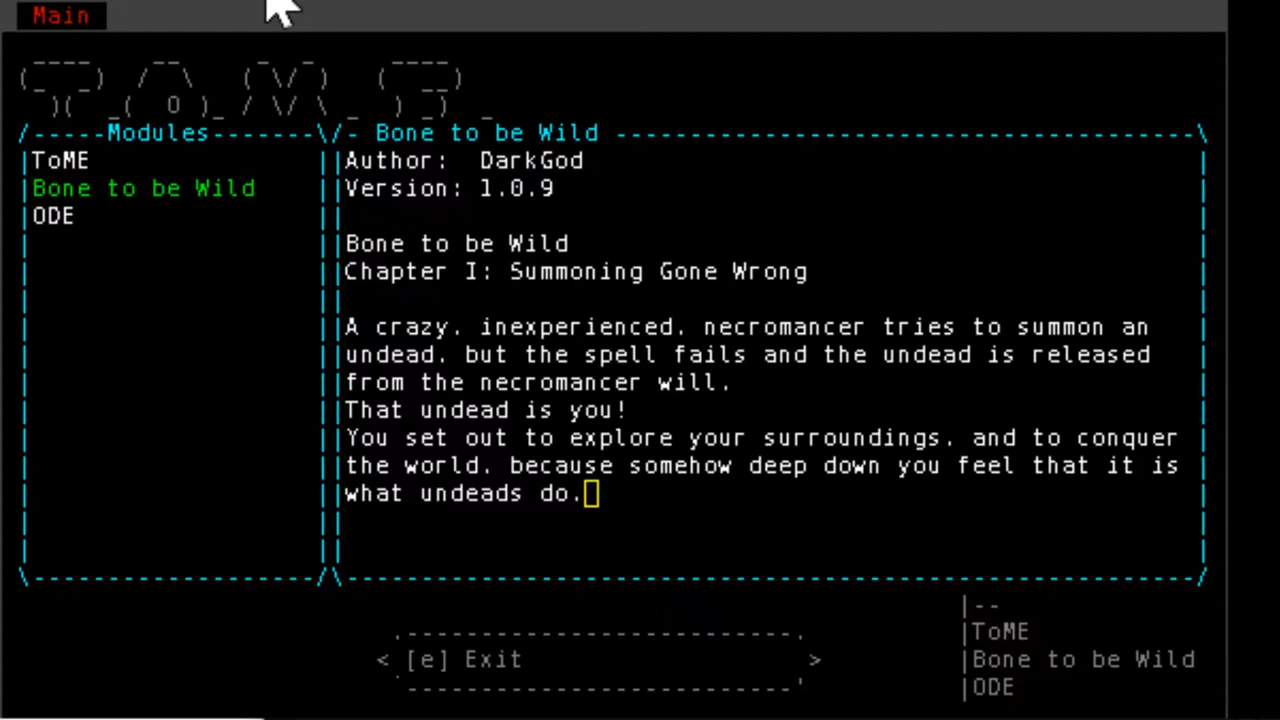 Main
T.O.M.E
Modules
ToME
Bone to be Wild
ODE
Bone to be Wild
Author: DarkGod
Version: 1.0.9
Bone to be Wild
Chapter I: Summoning Gone Wrong
A crazy, inexperienced, necromancer tries to summon an
undead, but the spell fails and the undead is released
from the necromancer will.
That undead is you!
You set out to explore your surroundings, and to conquer
the world, because somehow deep down you feel that it is
what undeads do.
< [e] Exit >
|--
|ToME
|Bone to be Wild
|ODE